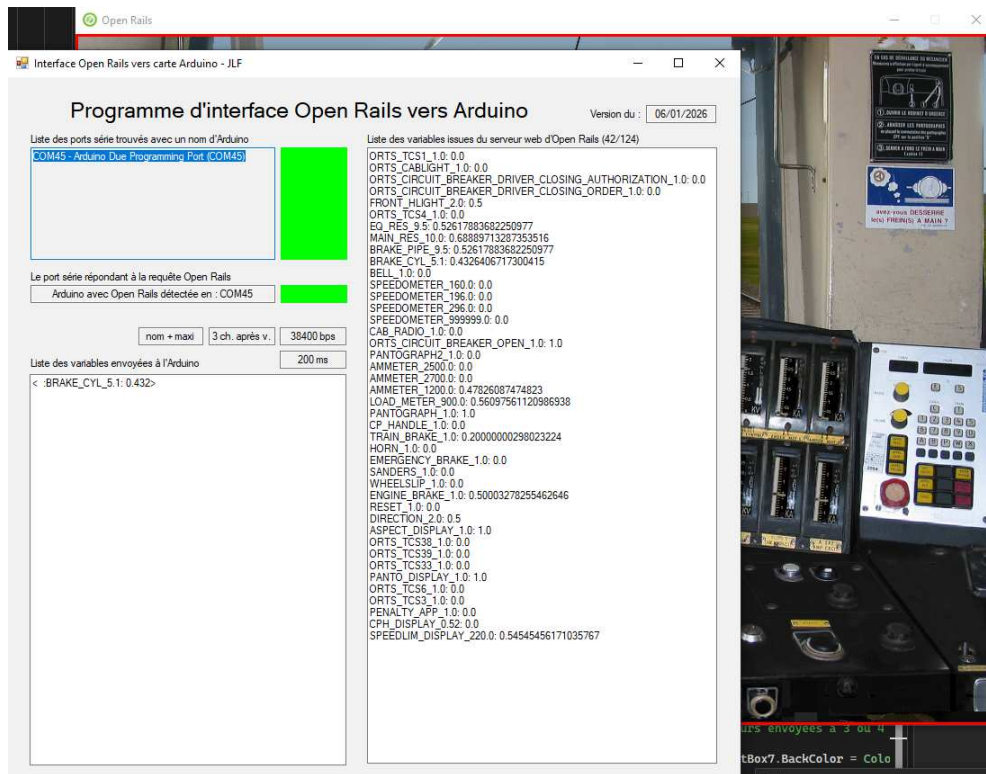 Open Rails
Interface Open Rails vers carte Arduino - JLF
Programme d'interface Open Rails vers Arduino
Version du :
06/01/2026
Liste des ports série trouvés avec un nom d'Arduino
COM45 - Arduino Due Programming Port (COM45)
Le port série répondant à la requête Open Rails
Arduino avec Open Rails détectée en : COM45
nom + maxi
3 ch. après v.
38400 bps
200 ms
Liste des variables envoyées à l'Arduino
< :BRAKE_CYL_5.1: 0.432>
Liste des variables issues du serveur web d'Open Rails (42/124)
ORTS_TCS1_1.0: 0.0
ORTS_CABLIGHT_1.0: 0.0
ORTS_CIRCUIT_BREAKER_DRIVER_CLOSING_AUTHORIZATION_1.0: 0.0
ORTS_CIRCUIT_BREAKER_DRIVER_CLOSING_ORDER_1.0: 0.0
FRONT_HLIGHT_2.0: 0.5
ORTS_TCS4_1.0: 0.0
EQ_RES_9.5: 0.52617883682250977
MAIN_RES_10.0: 0.68897137287353516
BRAKE_PIPE_9.5: 0.52617883682250977
BRAKE_CYL_5.1: 0.4326406717300415
BELL_1.0: 0.0
SPEEDOMETER_160.0: 0.0
SPEEDOMETER_196.0: 0.0
SPEEDOMETER_296.0: 0.0
SPEEDOMETER_999999.0: 0.0
CAB_RADIO_1.0: 0.0
ORTS_CIRCUIT_BREAKER_OPEN_1.0: 1.0
PANTOGRAPH2_1.0: 0.0
AMMETER_2500.0: 0.0
AMMETER_2700.0: 0.0
AMMETER_1200.0: 0.47826087474823
LOAD_METER_900.0: 0.56097561120986938
PANTOGRAPH_1.0: 1.0
CP_HANDLE_1.0: 0.0
TRAIN_BRAKE_1.0: 0.20000000298023224
HORN_1.0: 0.0
EMERGENCY_BRAKE_1.0: 0.0
SANDERS_1.0: 0.0
WHEELSLIP_1.0: 0.0
ENGINE_BRAKE_1.0: 0.50003278255462646
RESET_1.0: 0.0
DIRECTION_2.0: 0.5
ASPECT_DISPLAY_1.0: 1.0
ORTS_TCS38_1.0: 0.0
ORTS_TCS39_1.0: 0.0
ORTS_TCS33_1.0: 0.0
PANTO_DISPLAY_1.0: 1.0
ORTS_TCS6_1.0: 0.0
ORTS_TCS3_1.0: 0.0
PENALTY_APP_1.0: 0.0
CPH_DISPLAY_0.52: 0.0
SPEEDLIM_DISPLAY_220.0: 0.54545456171035767
EN CAS DE DÉFAILLANCE DU MÉCANICIEN
avez-vous DESSERRE
le(s) FREIN(S) A MAIN ?
urs envoyées à 3 ou 4
tBox7.BackColor = Colo